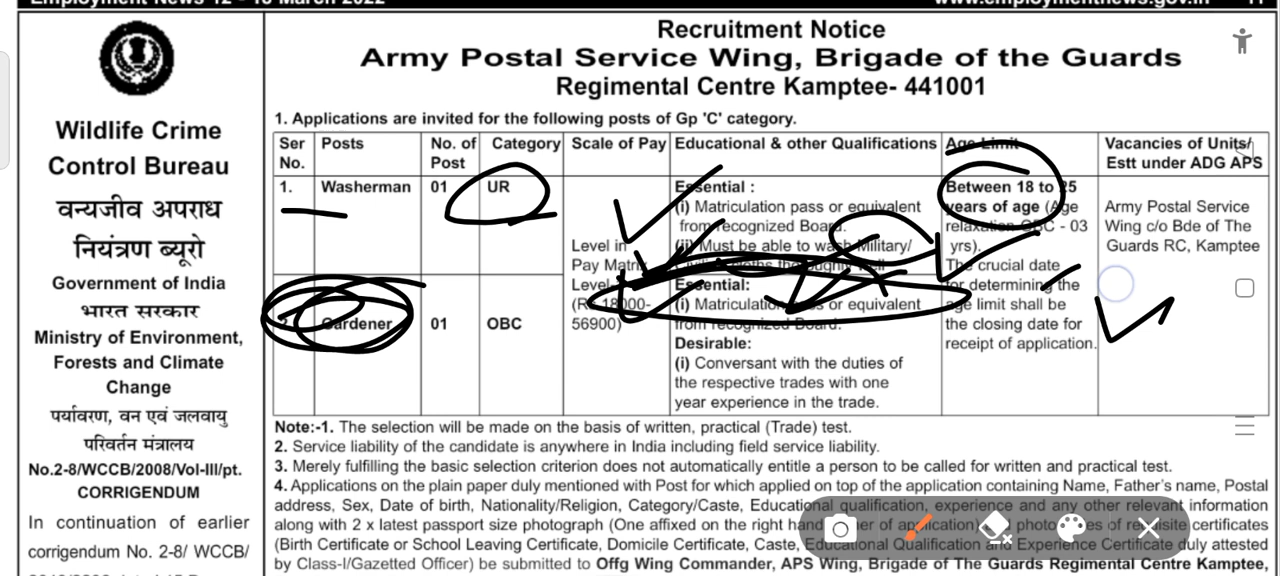 Employment News 12 - 18 March 2022
www.employmentnews.gov.in
Wildlife Crime
Control Bureau
वन्यजीव अपराध
नियंत्रण ब्यूरो
Government of India
भारत सरकार
Ministry of Environment,
Forests and Climate
Change
पर्यावरण, वन एवं जलवायु
परिवर्तन मंत्रालय
No.2-8/WCCB/2008/Vol-III/pt.
CORRIGENDUM
In continuation of earlier
corrigendum No. 2-8/ WCCB/
Recruitment Notice
Army Postal Service Wing, Brigade of the Guards
Regimental Centre Kamptee- 441001
1. Applications are invited for the following posts of Gp 'C' category.
Ser No.
Posts
No. of Post
Category
Scale of Pay
Educational & other Qualifications
Age Limit
Vacancies of Units/
Estt under ADG APS
1.
Washerman
01
UR
Level in
Pay Matrix
Level-
56900)
Essential :
(i) Matriculation pass or equivalent
from recognized Board.
(ii) Must be able to wash Military/
Between 18 to 25
years of age (Age
relaxation OBC - 03
yrs).
The crucial date
for determining the
age limit shall be
the closing date for
receipt of application.
Army Postal Service
Wing c/o Bde of The
Guards RC, Kamptee
Gardener
01
OBC
Essential:
(i) Matriculation pass or equivalent
from recognized Board.
Desirable:
(i) Conversant with the duties of
the respective trades with one
year experience in the trade.
Note:-1. The selection will be made on the basis of written, practical (Trade) test.
2. Service liability of the candidate is anywhere in India including field service liability.
3. Merely fulfilling the basic selection criterion does not automatically entitle a person to be called for written and practical test.
4. Applications on the plain paper duly mentioned with Post for which applied on top of the application containing Name, Father's name, Postal
address, Sex, Date of birth, Nationality/Religion, Category/Caste, Educational qualification, experience and any other relevant information
along with 2 x latest passport size photograph (One affixed on the right hand of application) certificates
(Birth Certificate or School Leaving Certificate, Domicile Certificate, Caste, Educational Qualification and Experience Certificate duly attested
by Class-I/Gazetted Officer) be submitted to Offg Wing Commander, APS Wing, Brigade of the Guards Regimental Centre Kamptee,